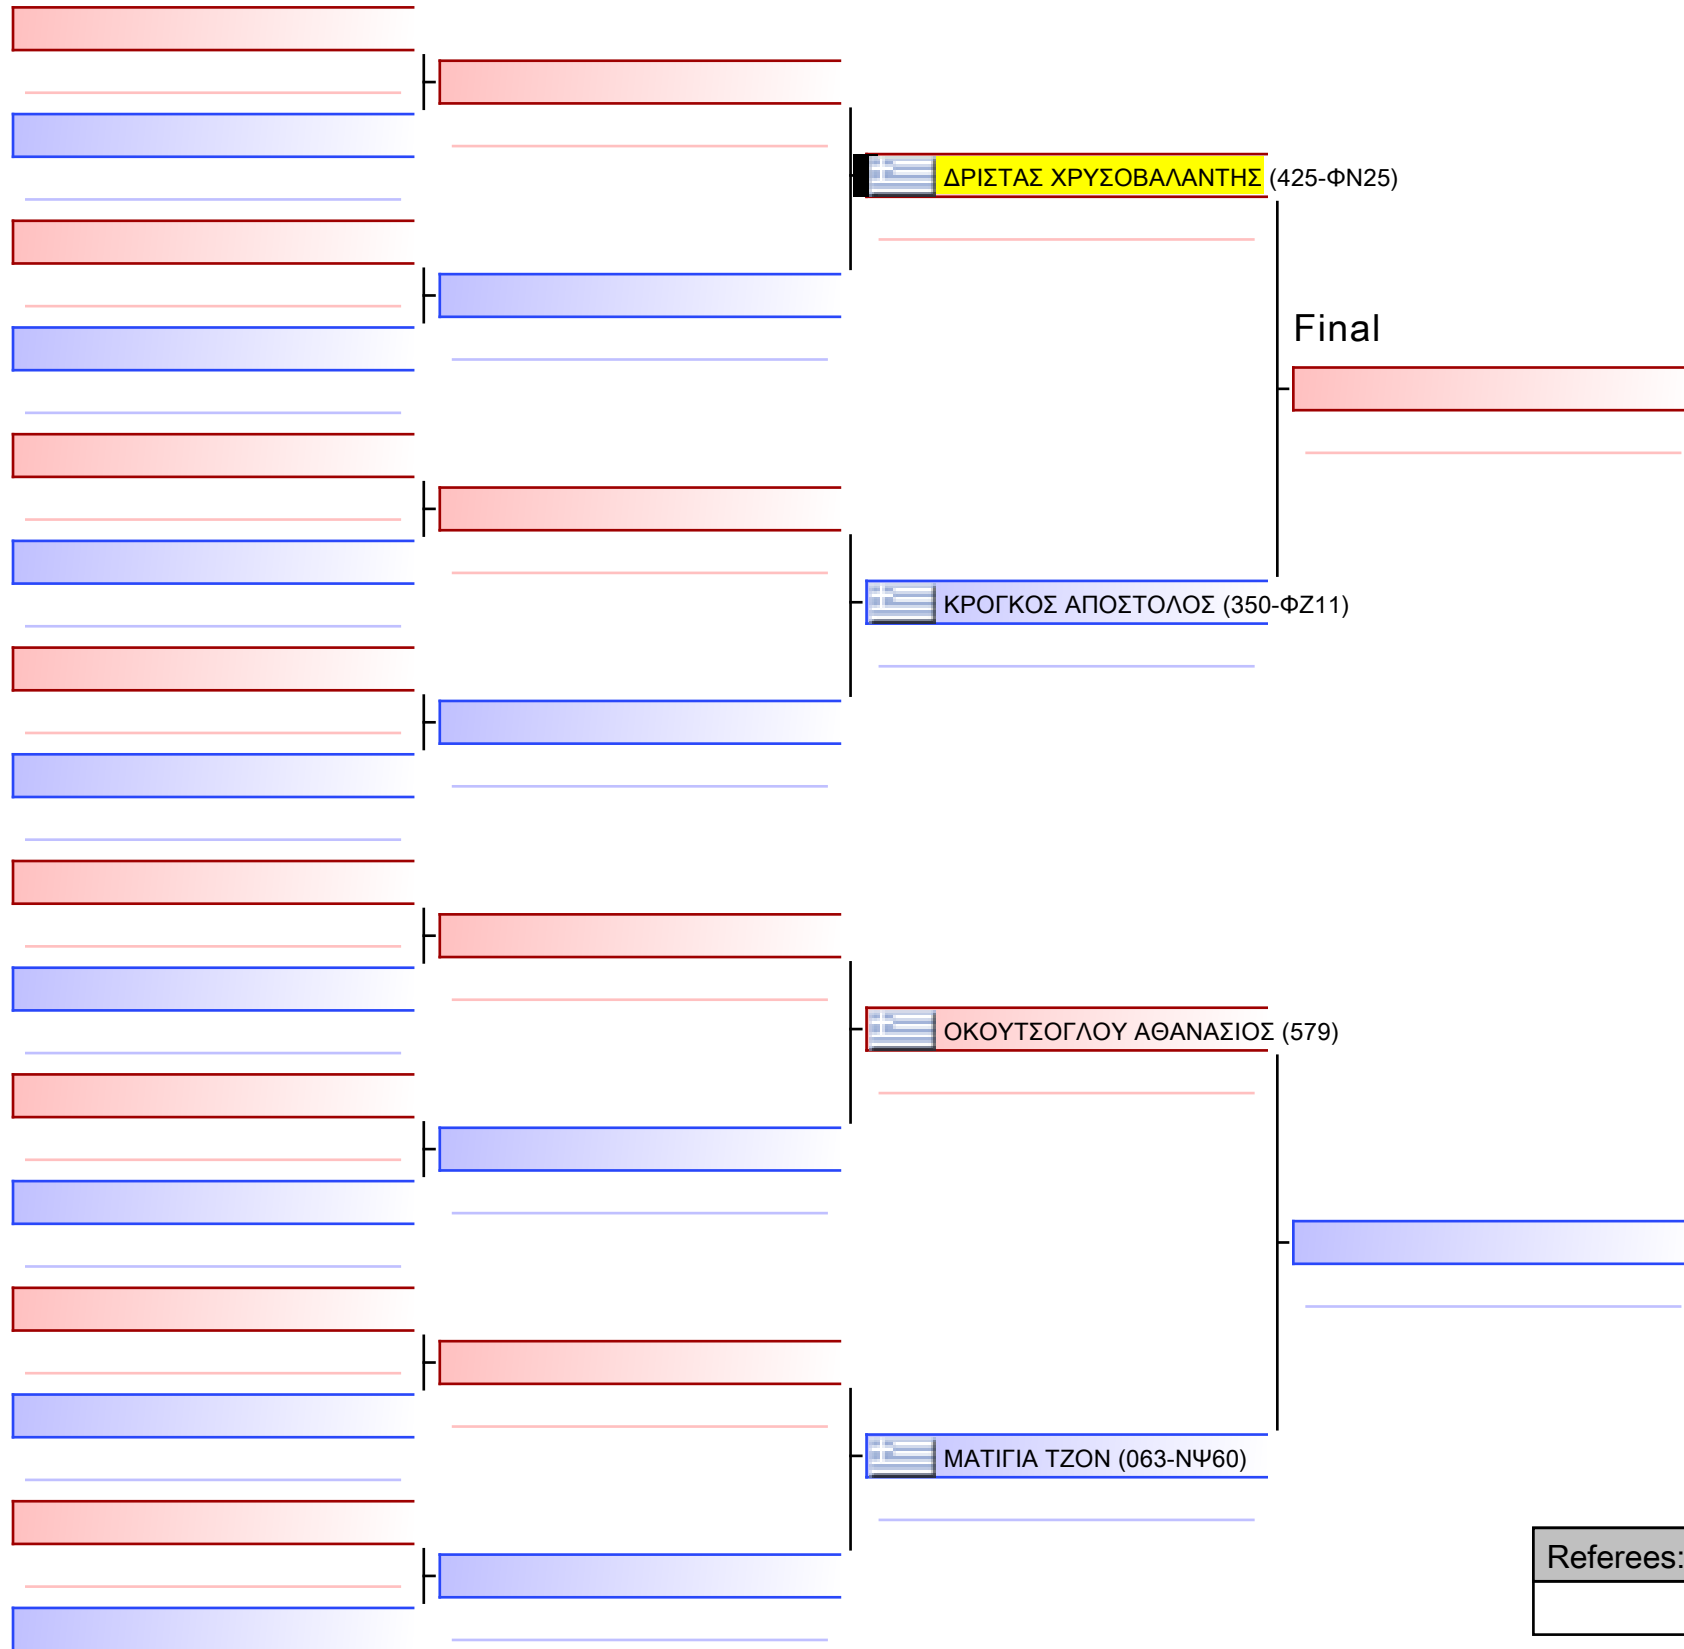 ΔΡΙΣΤΑΣ ΧΡΥΣΟΒΑΛΑΝΤΗΣ (425-ΦΝ25)
Final
ΚΡΟΓΚΟΣ ΑΠΟΣΤΟΛΟΣ (350-ΦΖ11)
ΟΚΟΥΤΣΟΓΛΟΥ ΑΘΑΝΑΣΙΟΣ (579)
ΜΑΤΙΓΙΑ ΤΖΟΝ (063-ΝΨ60)
Referees: